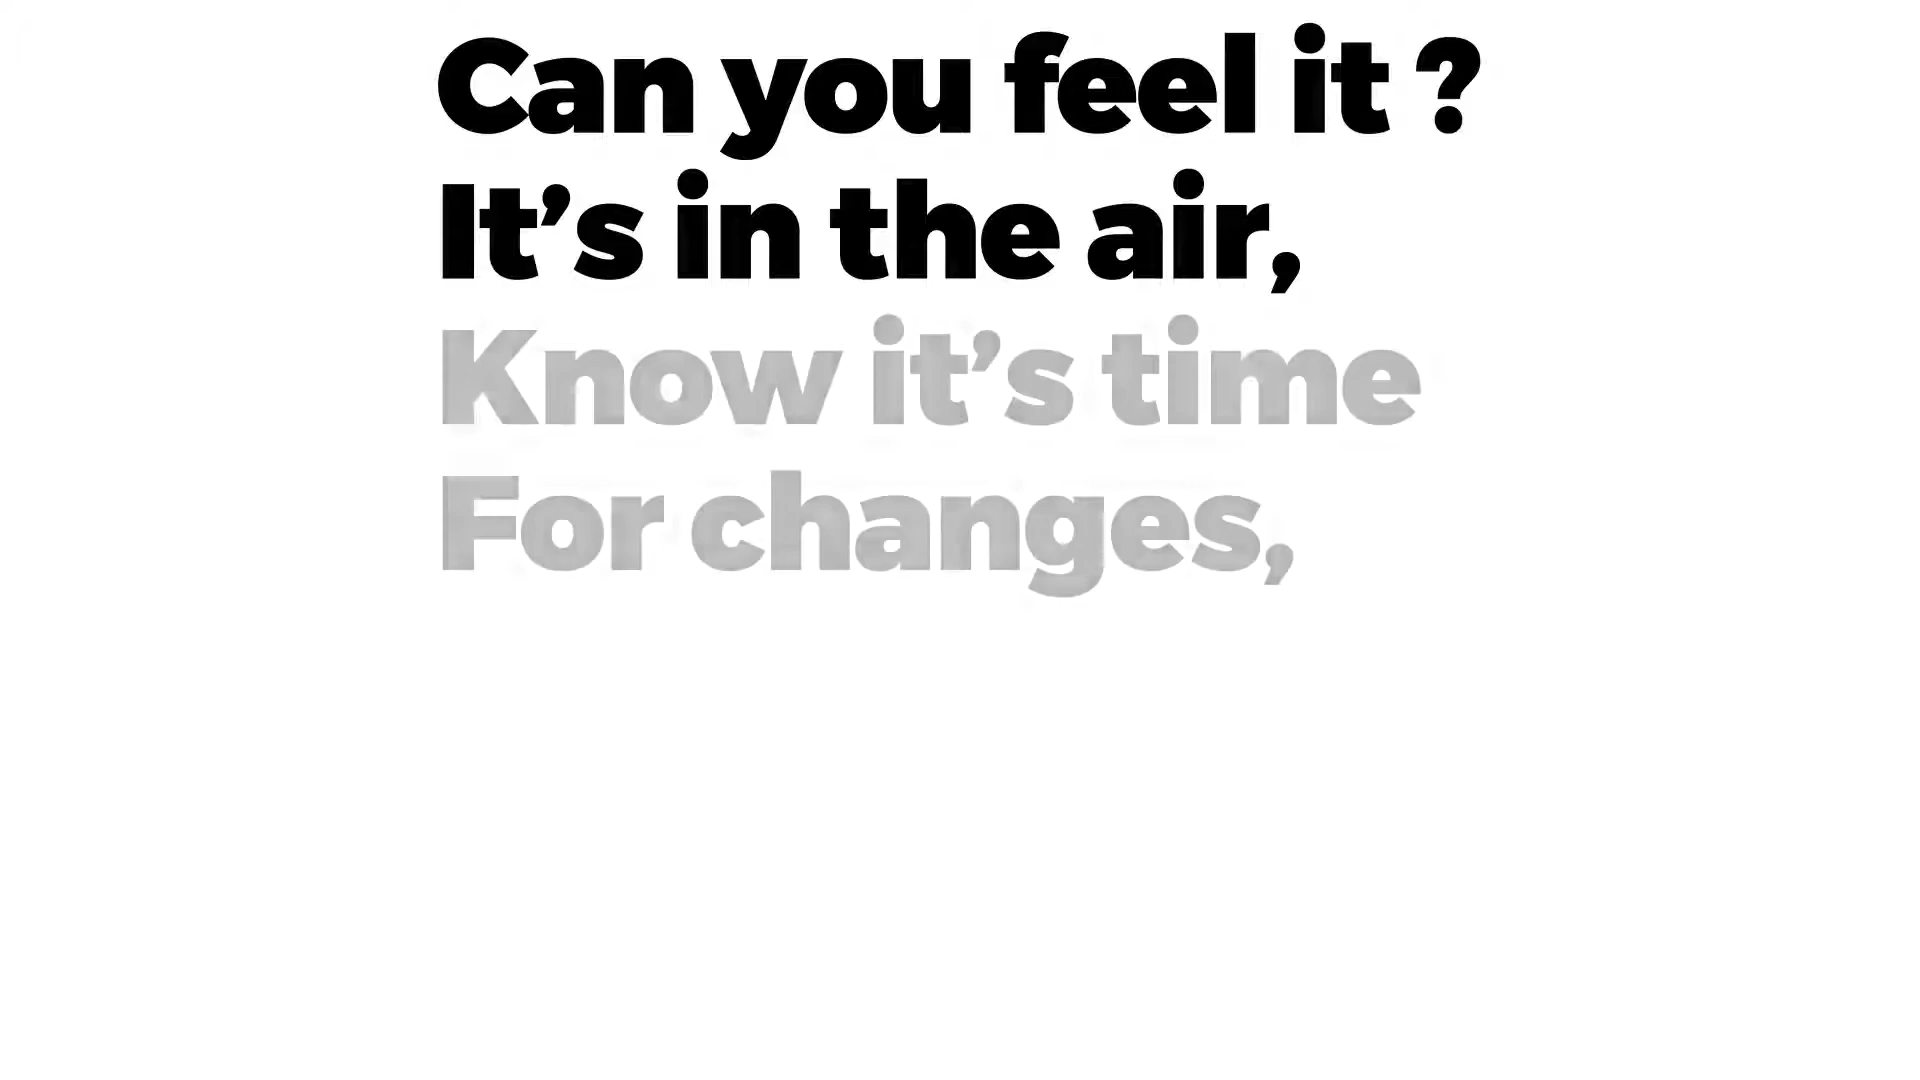 Can you feel it ?
It’s in the air,
Know it’s time
For changes,